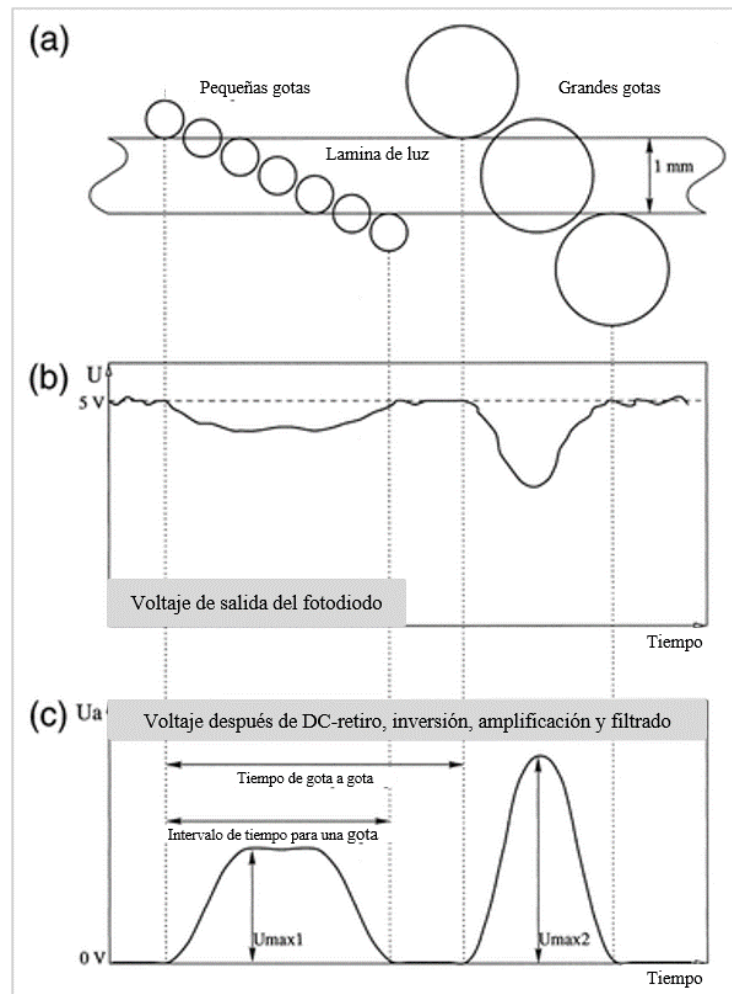 (a)
Pequeñas gotas
Grandes gotas
Lamina de luz
1 mm
(b)
U
5 V
Voltaje de salida del fotodiodo
Tiempo
(c)
Ua
Voltaje después de DC-retiro, inversión, amplificación y filtrado
Tiempo de gota a gota
Intervalo de tiempo para una gota
Umax1
Umax2
0 V
Tiempo